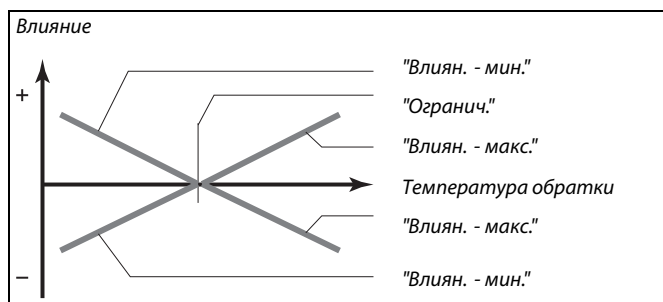 Влияние
+
"Влиян. - мин."
"Огранич."
"Влиян. - макс."
Температура обратки
"Влиян. - макс."
−
"Влиян. - мин."